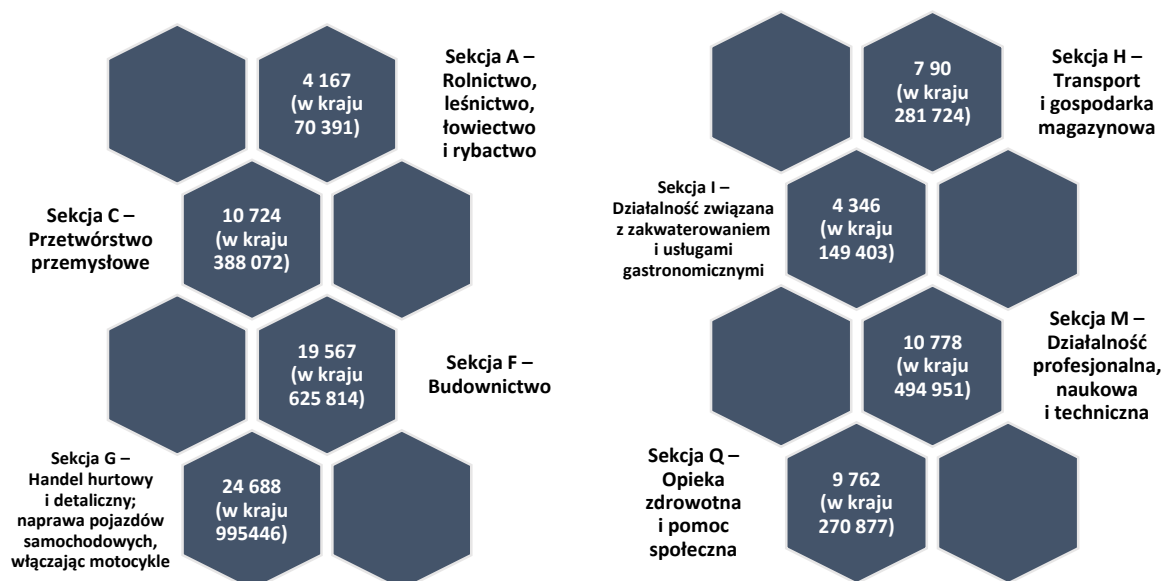 4 167
(w kraju
70 391)
Sekcja A –
Rolnictwo,
leśnictwo,
łowiectwo
i rybactwo
Sekcja C –
Przetwórstwo
przemysłowe
10 724
(w kraju
388 072)
19 567
(w kraju
625 814)
Sekcja F –
Budownictwo
Sekcja G –
Handel hurtowy
i detaliczny;
naprawa pojazdów
samochodowych,
włączając motocykle
24 688
(w kraju
995446)
7 90
(w kraju
281 724)
Sekcja H –
Transport
i gospodarka
magazynowa
Sekcja I –
Działalność związana
z zakwaterowaniem
i usługami
gastronomicznymi
4 346
(w kraju
149 403)
10 778
(w kraju
494 951)
Sekcja M –
Działalność
profesjonalna,
naukowa
i techniczna
Sekcja Q –
Opieka
zdrowotna
i pomoc
społeczna
9 762
(w kraju
270 877)